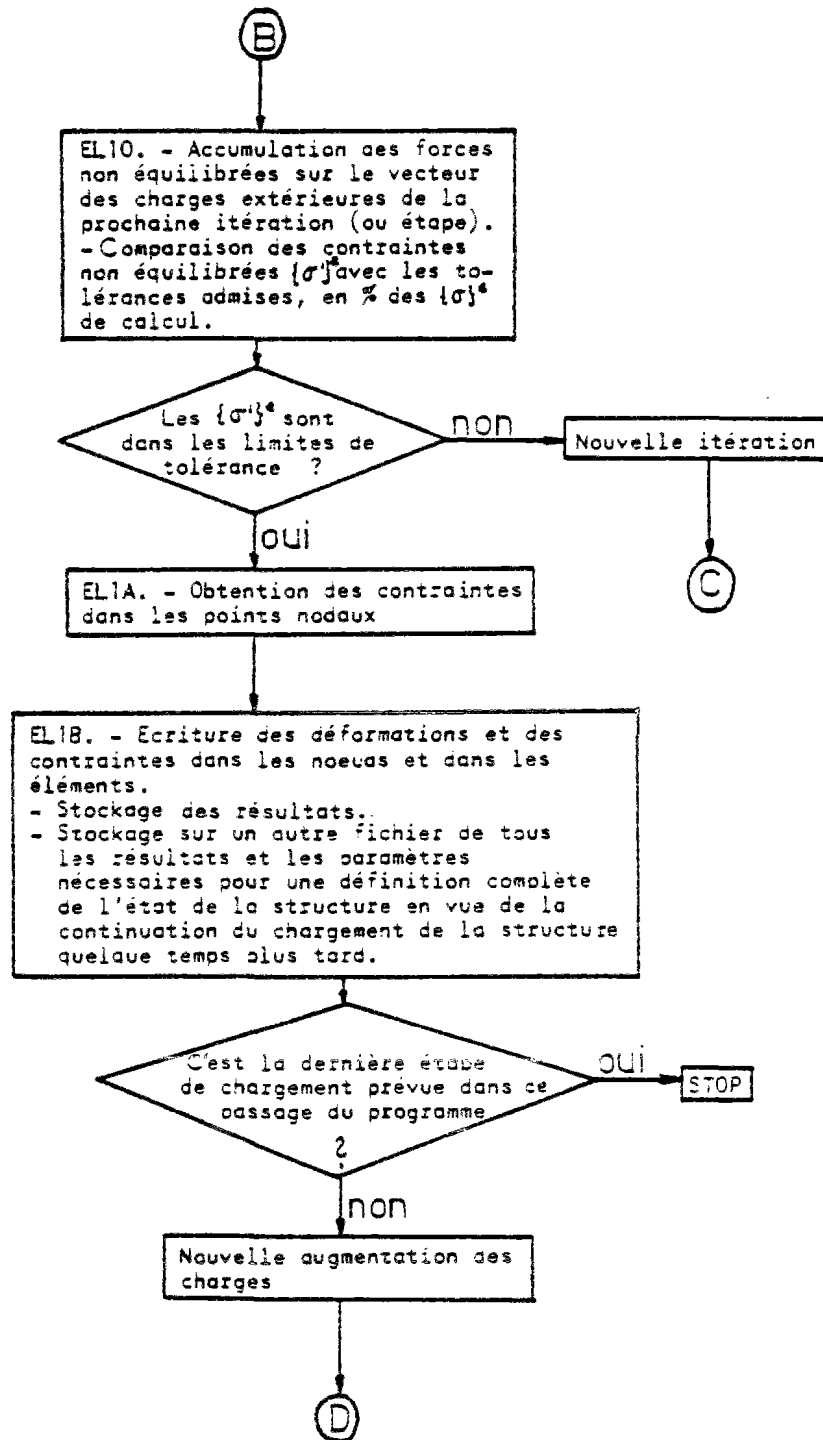 B
EL10. - Accumulation des forces
non équilibrées sur le vecteur
des charges extérieures de la
prochaine itération (ou étape).
- Comparaison des contraintes
non équilibrées {σ'}ᵉ avec les to-
lérances admises, en % des {σ}ᵉ
de calcul.
Les {σ'}ᵉ sont
dans les limites de
tolérance ?
non
Nouvelle itération
C
oui
EL1A. - Obtention des contraintes
dans les points nodaux
EL1B. - Ecriture des déformations et des
contraintes dans les noeuds et dans les
éléments.
- Stockage des résultats.
- Stockage sur un autre fichier de tous
les résultats et les paramètres
nécessaires pour une définition complète
de l'état de la structure en vue de la
continuation du chargement de la structure
quelque temps plus tard.
C'est la dernière étape
de chargement prévue dans ce
passage du programme
?
oui
STOP
non
Nouvelle augmentation des
charges
D